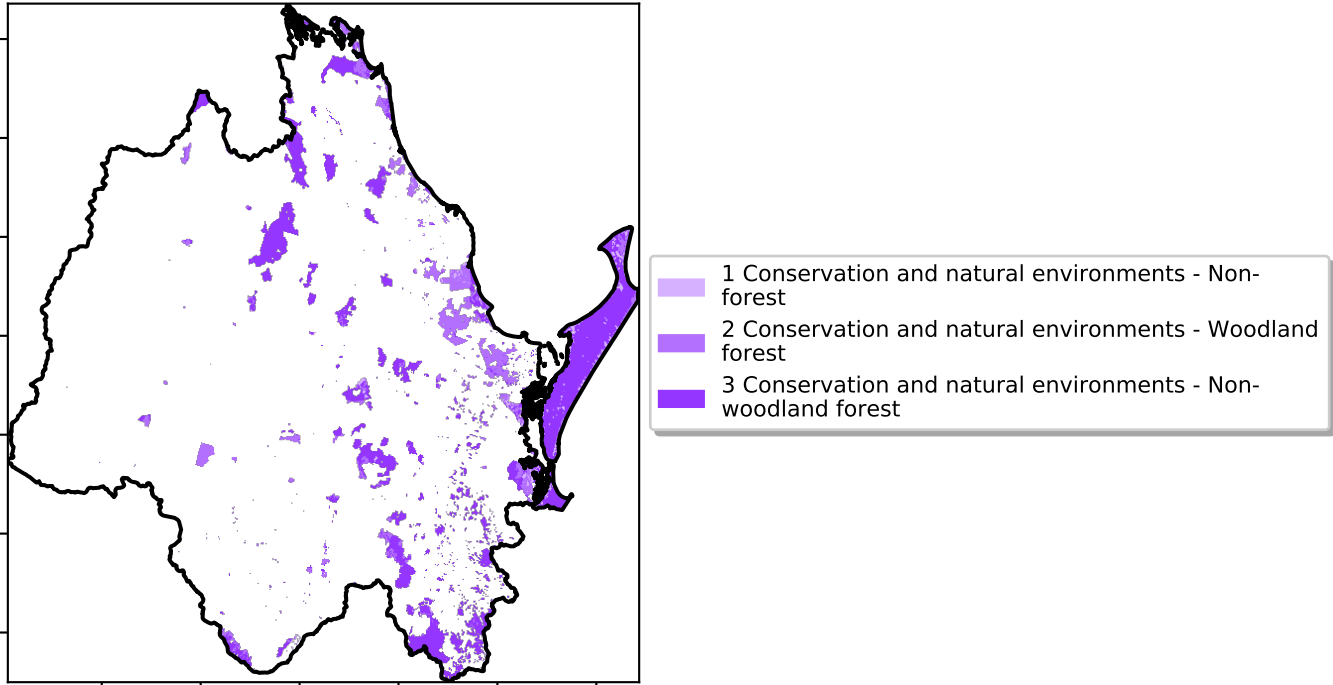 1 Conservation and natural environments - Non-
forest
2 Conservation and natural environments - Woodland
forest
3 Conservation and natural environments - Non-
woodland forest